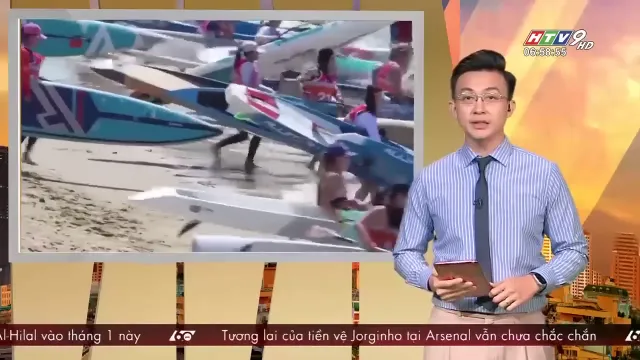 HTV9 HD
06:58:55
Al-Hilal vào tháng 1 này
60
Tương lai của tiền vệ Jorginho tại Arsenal vẫn chưa chắc chắn